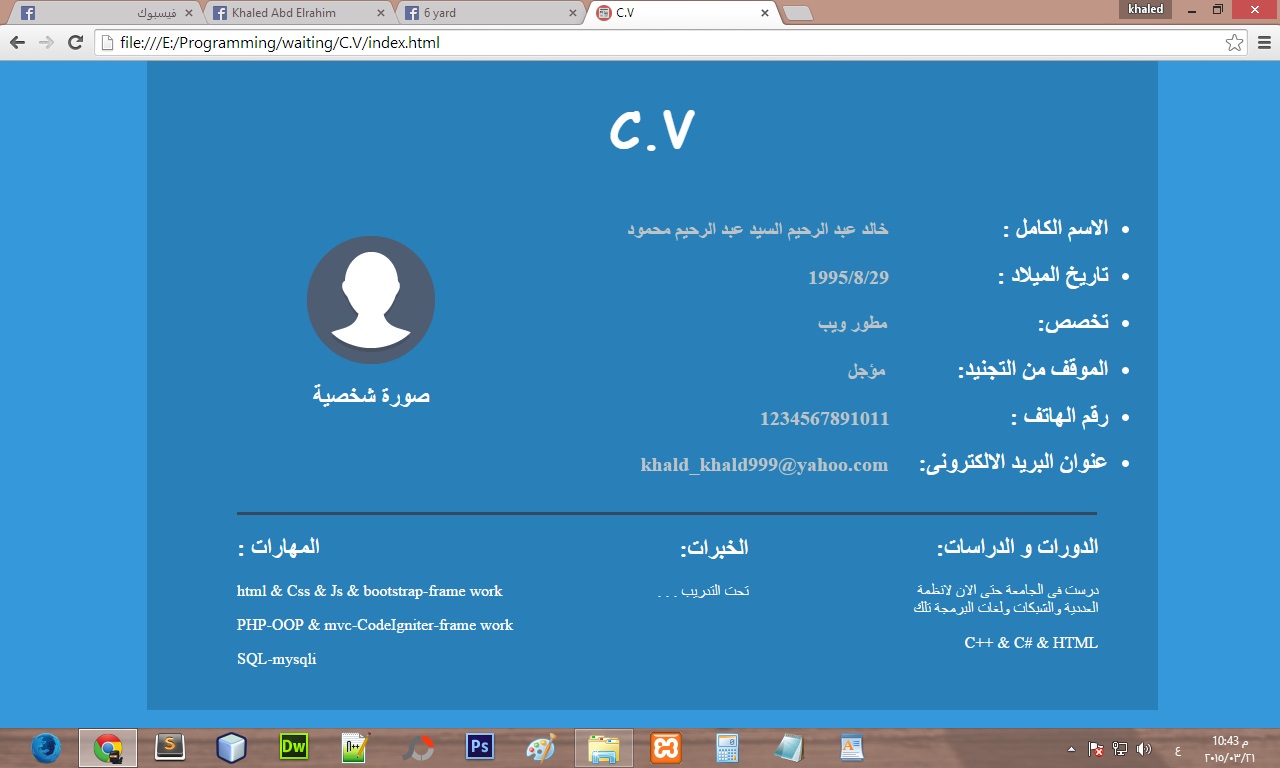 فيسبوك
Khaled Abd Elrahim
6 yard
C.V
khaled
file:///E:/Programming/waiting/C.V/index.html
C.V
الاسم الكامل : خالد عبد الرحيم السيد عبد الرحيم محمود
تاريخ الميلاد : 1995/8/29
تخصص: مطور ويب
الموقف من التجنيد: مؤجل
رقم الهاتف : 1234567891011
عنوان البريد الالكترونى: khald_khald999@yahoo.com
صورة شخصية
الدورات و الدراسات:
درست فى الجامعة حتى الان لانظمة
العددية والشبكات ولغات البرمجة تلك
C++ & C# & HTML
الخبرات:
تحت التدريب . . .
المهارات :
html & Css & Js & bootstrap-frame work
PHP-OOP & mvc-CodeIgniter-frame work
SQL-mysqli
S
Dw
N++
Ps
A
ع
10:43 م
٢٠١٥/٠٣/٢١